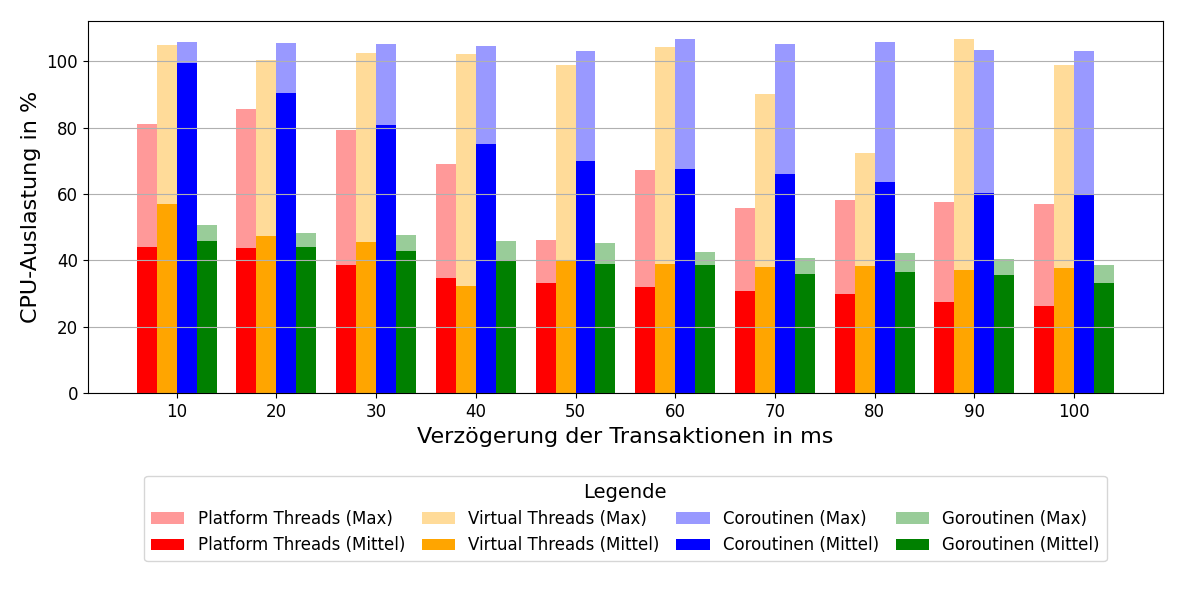 CPU-Auslastung in %
100
80
60
40
20
0
10 20 30 40 50 60 70 80 90 100
Verzögerung der Transaktionen in ms
Legende
Platform Threads (Max) Virtual Threads (Max) Coroutinen (Max) Goroutinen (Max)
Platform Threads (Mittel) Virtual Threads (Mittel) Coroutinen (Mittel) Goroutinen (Mittel)